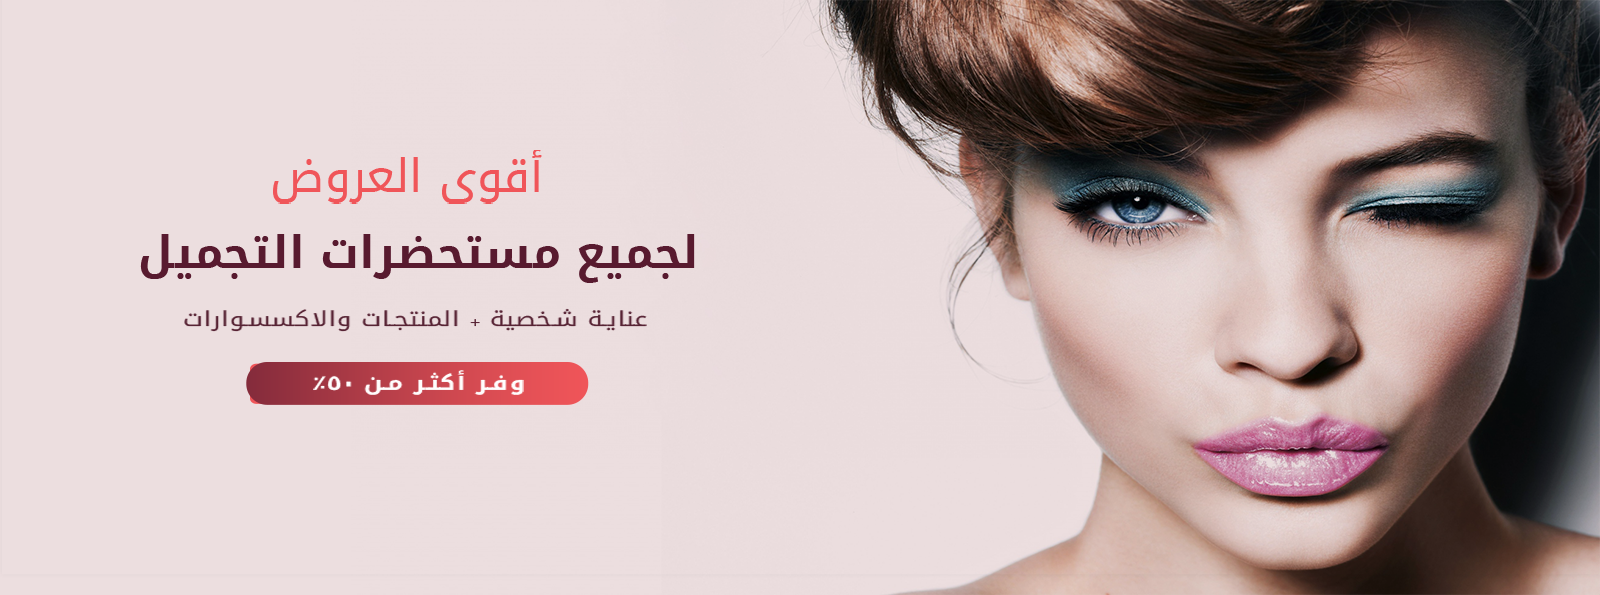 أقوى العروض
لجميع مستحضرات التجميل
عناية شخصية + المنتجات والاكسسوارات
وفر أكثر من ٥٠٪